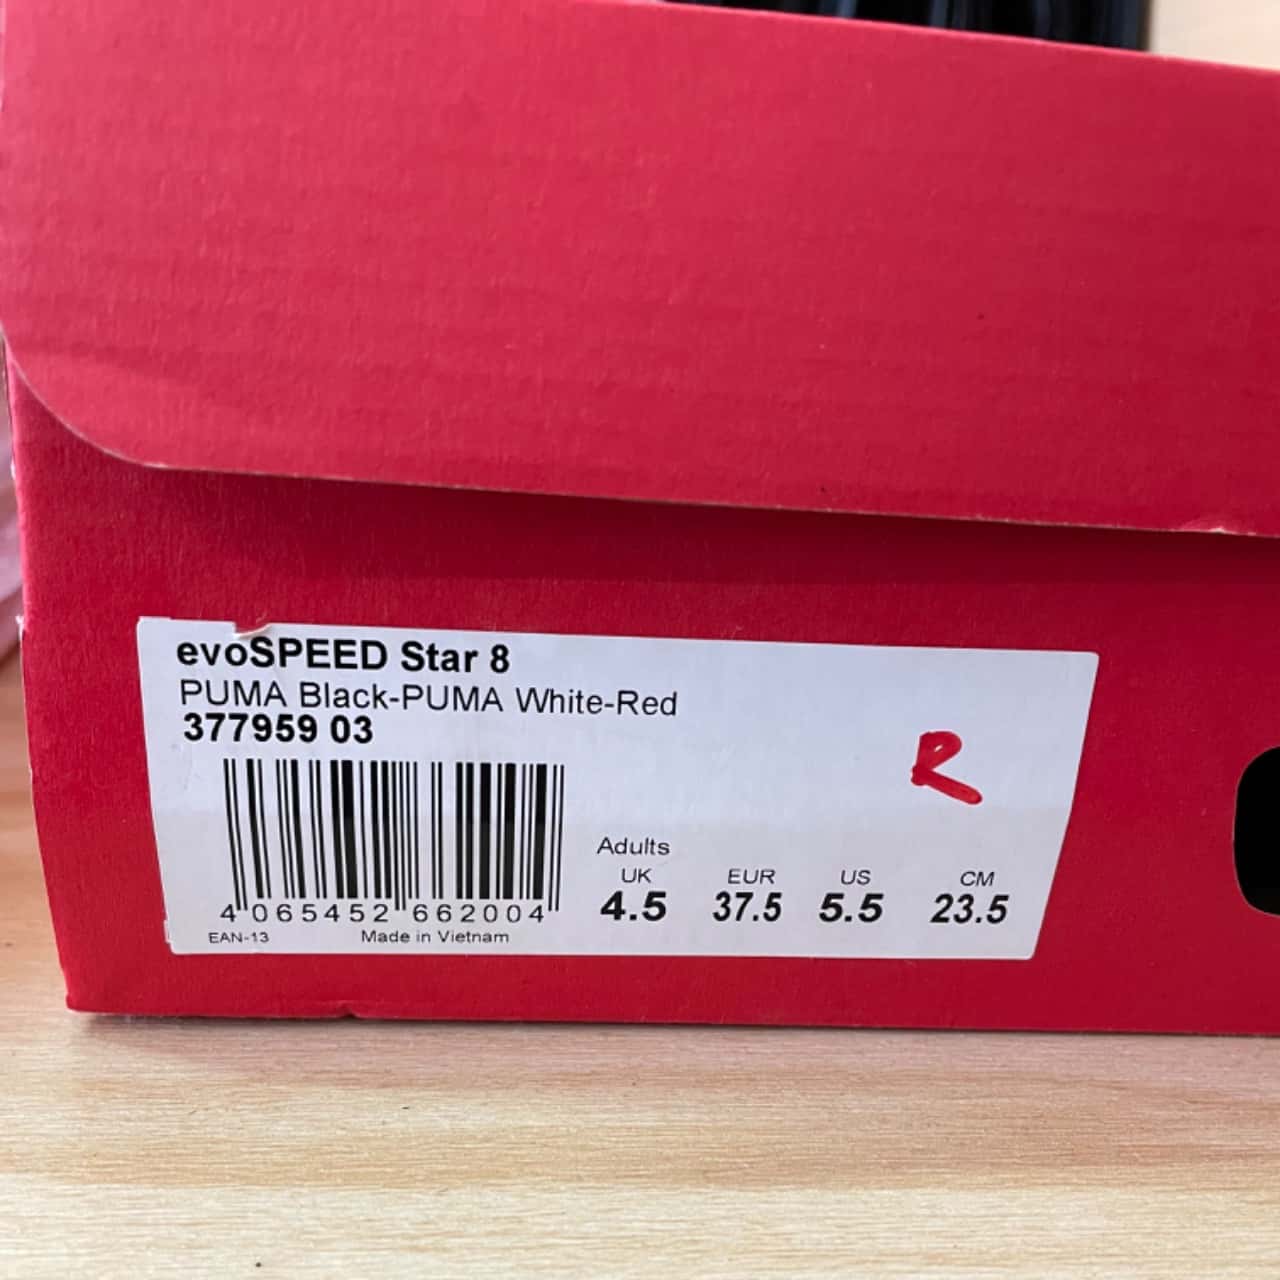 evoSPEED Star 8
PUMA Black-PUMA White-Red
377959 03
R
Adults
UK EUR US CM
4.5 37.5 5.5 23.5
4 065452 662004
EAN-13 Made in Vietnam